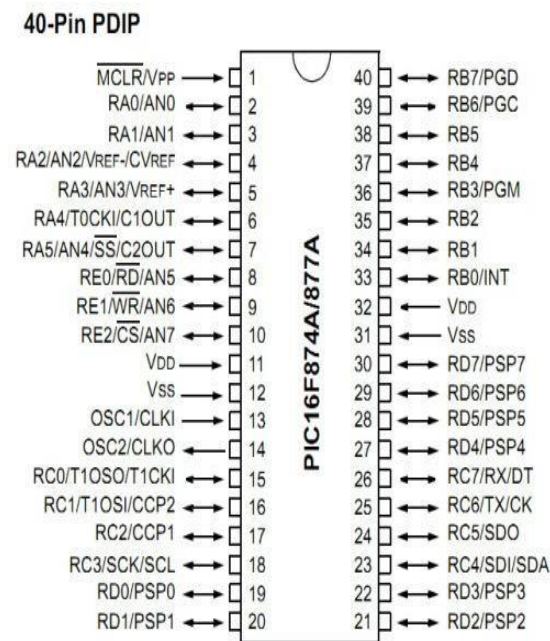 40-Pin PDIP
MCLR/VPP 1 40 RB7/PGD
RA0/AN0 2 39 RB6/PGC
RA1/AN1 3 38 RB5
RA2/AN2/VREF-/CVREF 4 37 RB4
RA3/AN3/VREF+ 5 36 RB3/PGM
RA4/T0CKI/C1OUT 6 35 RB2
RA5/AN4/SS/C2OUT 7 34 RB1
RE0/RD/AN5 8 33 RB0/INT
RE1/WR/AN6 9 32 VDD
RE2/CS/AN7 10 31 VSS
VDD 11 30 RD7/PSP7
VSS 12 29 RD6/PSP6
OSC1/CLKI 13 28 RD5/PSP5
OSC2/CLKO 14 27 RD4/PSP4
RC0/T1OSO/T1CKI 15 26 RC7/RX/DT
RC1/T1OSI/CCP2 16 25 RC6/TX/CK
RC2/CCP1 17 24 RC5/SDO
RC3/SCK/SCL 18 23 RC4/SDI/SDA
RD0/PSP0 19 22 RD3/PSP3
RD1/PSP1 20 21 RD2/PSP2
PIC16F874A/877A